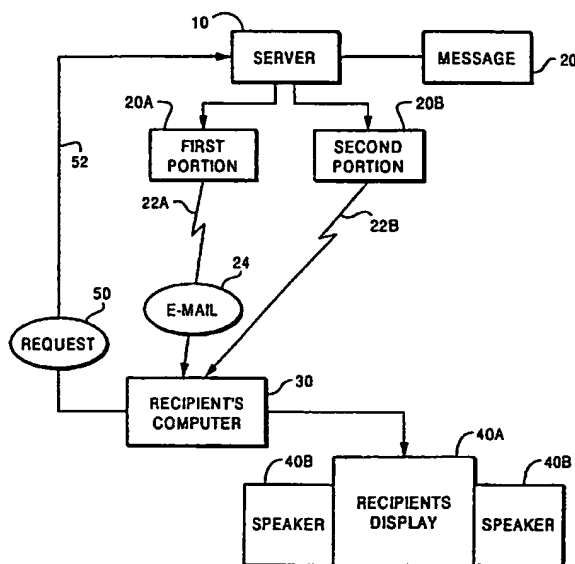 10
SERVER
MESSAGE
20
20A
20B
FIRST
PORTION
SECOND
PORTION
52
22A
22B
24
E-MAIL
50
REQUEST
30
RECIPIENT'S
COMPUTER
40A
40B
40B
SPEAKER
RECIPIENTS
DISPLAY
SPEAKER